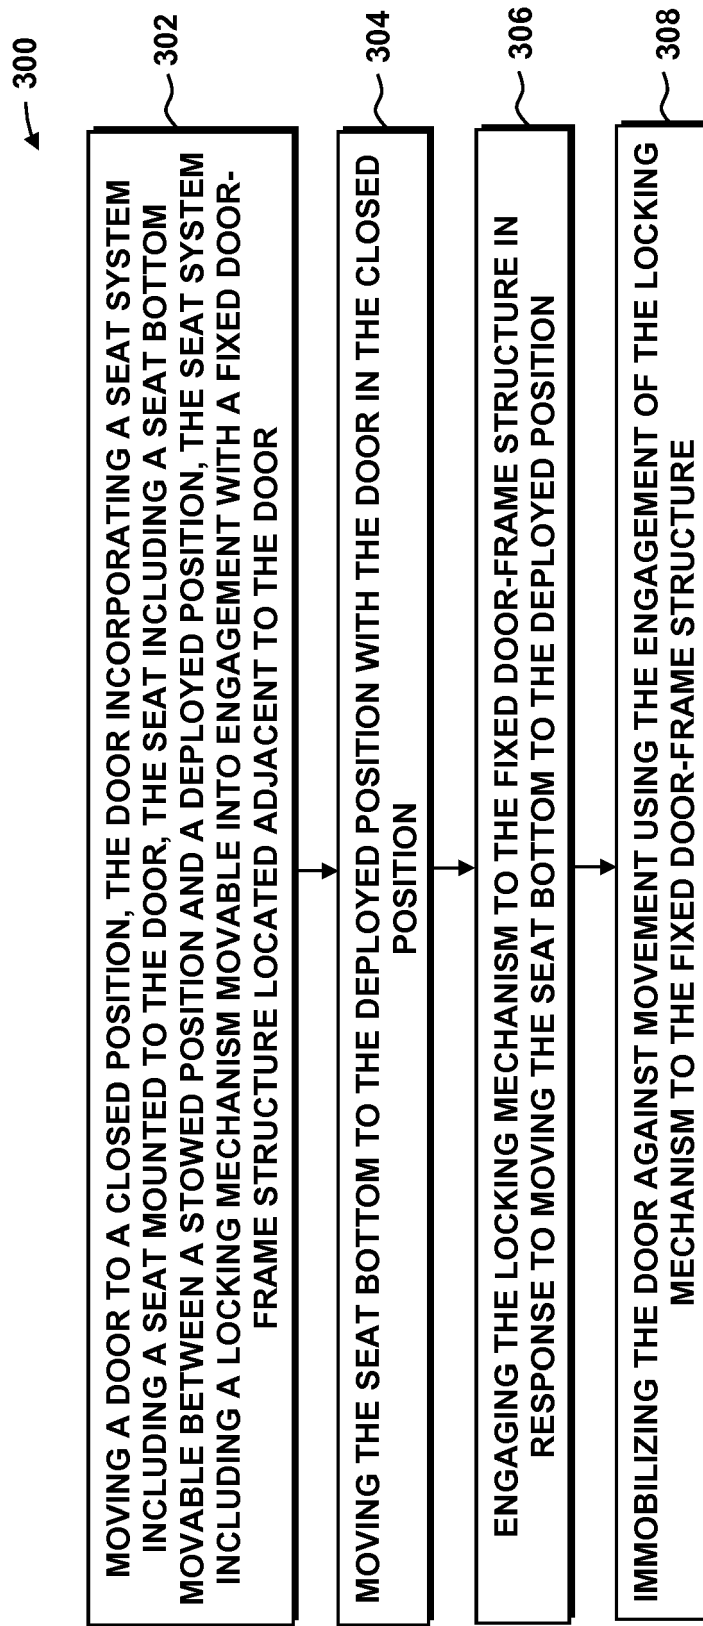 300
302
MOVING A DOOR TO A CLOSED POSITION, THE DOOR INCORPORATING A SEAT SYSTEM
INCLUDING A SEAT MOUNTED TO THE DOOR, THE SEAT INCLUDING A SEAT BOTTOM
MOVABLE BETWEEN A STOWED POSITION AND A DEPLOYED POSITION, THE SEAT SYSTEM
INCLUDING A LOCKING MECHANISM MOVABLE INTO ENGAGEMENT WITH A FIXED DOOR-
FRAME STRUCTURE LOCATED ADJACENT TO THE DOOR
304
MOVING THE SEAT BOTTOM TO THE DEPLOYED POSITION WITH THE DOOR IN THE CLOSED
POSITION
306
ENGAGING THE LOCKING MECHANISM TO THE FIXED DOOR-FRAME STRUCTURE IN
RESPONSE TO MOVING THE SEAT BOTTOM TO THE DEPLOYED POSITION
308
IMMOBILIZING THE DOOR AGAINST MOVEMENT USING THE ENGAGEMENT OF THE LOCKING
MECHANISM TO THE FIXED DOOR-FRAME STRUCTURE